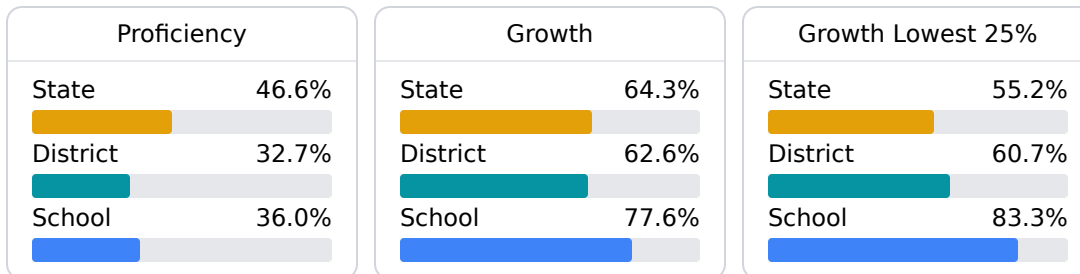 Proficiency
State 46.6%
District 32.7%
School 36.0%
Growth
State 64.3%
District 62.6%
School 77.6%
Growth Lowest 25%
State 55.2%
District 60.7%
School 83.3%